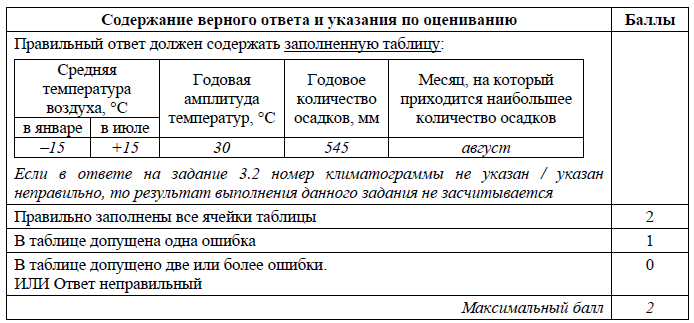 Содержание верного ответа и указания по оцениванию
Баллы
Правильный ответ должен содержать заполненную таблицу:
Средняя температура воздуха, °С
Годовая амплитуда температур, °С
Годовое количество осадков, мм
Месяц, на который приходится наибольшее количество осадков
в январе
в июле
–15
+15
30
545
август
Если в ответе на задание 3.2 номер климатограммы не указан / указан
неправильно, то результат выполнения данного задания не засчитывается
Правильно заполнены все ячейки таблицы
2
В таблице допущена одна ошибка
1
В таблице допущено две или более ошибки.
ИЛИ Ответ неправильный
0
Максимальный балл
2